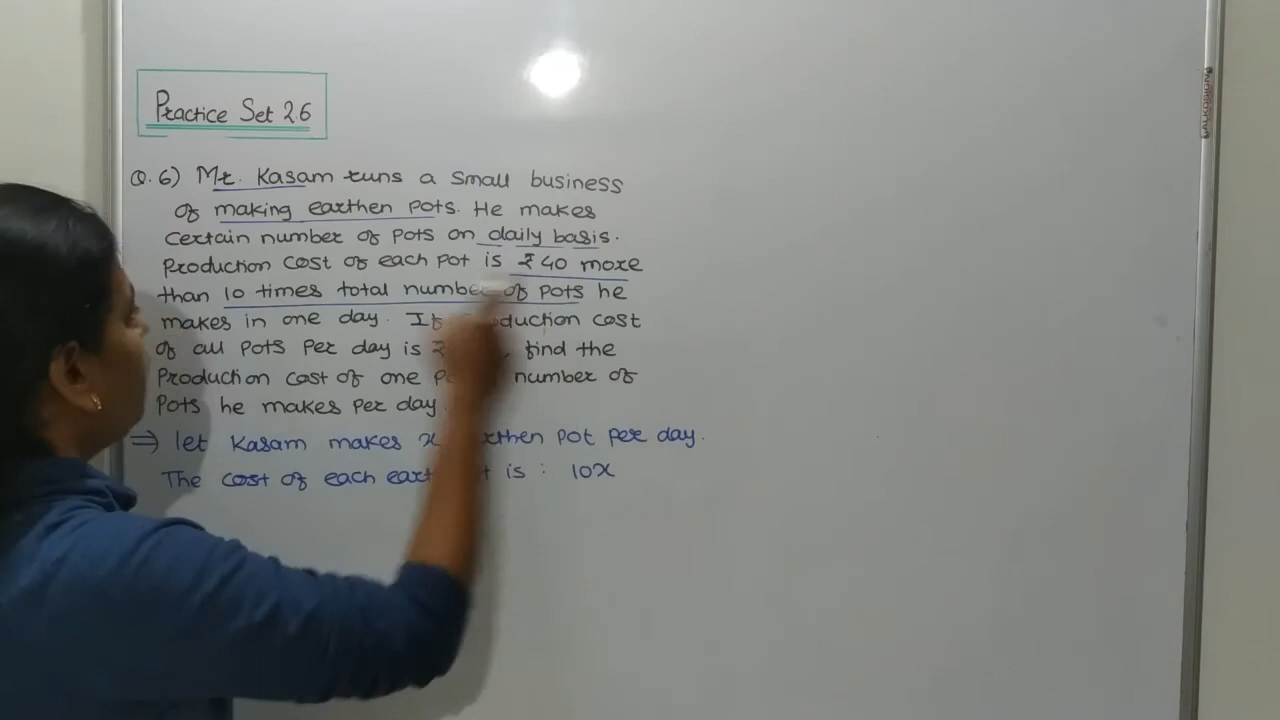 Practice Set 2.6
Q. 6) Mr. Kasam runs a small business
of making earthen pots. He makes
certain number of pots on daily basis.
Production cost of each pot is ₹40 more
than 10 times total number of pots he
makes in one day. If production cost
of all pots per day is ₹ find the
Production cost of one number of
Pots he makes per day
⇒ let Kasam makes x earthen pot per day.
The cost of each is : 10x
ALKOSIGN